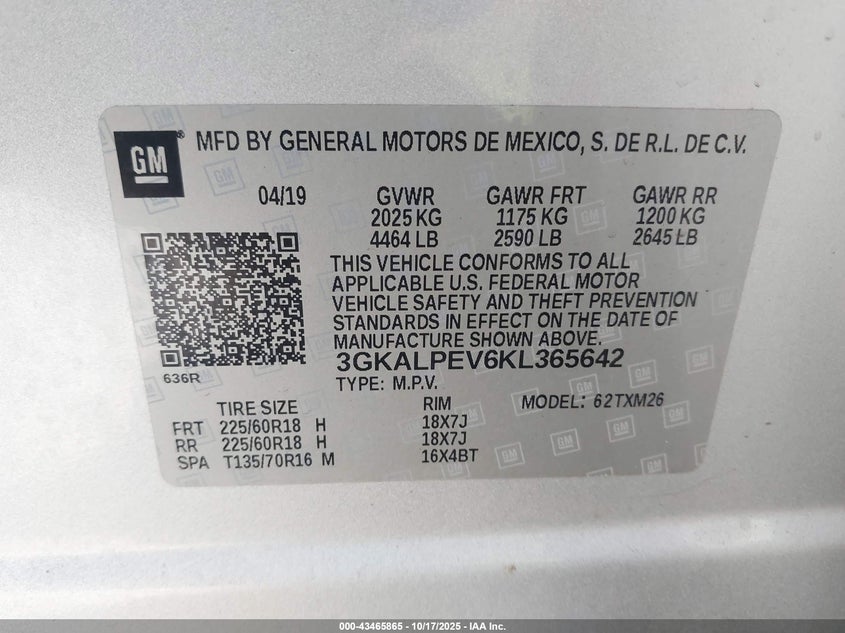 GM ® MFD BY GENERAL MOTORS DE MEXICO, S. DE R.L. DE C.V.
04/19 GVWR GAWR FRT GAWR RR
2025 KG 1175 KG 1200 KG
4464 LB 2590 LB 2645 LB
THIS VEHICLE CONFORMS TO ALL
APPLICABLE U.S. FEDERAL MOTOR
VEHICLE SAFETY AND THEFT PREVENTION
STANDARDS IN EFFECT ON THE DATE OF
MANUFACTURE SHOWN ABOVE.
3GKALPEV6KL365642
636R
TYPE: M.P.V. MODEL: 62TXM26
TIRE SIZE RIM
FRT 225/60R18 H 18X7J
RR 225/60R18 H 18X7J
SPA T135/70R16 M 16X4BT
000-43465865 - 10/17/2025 - IAA Inc.